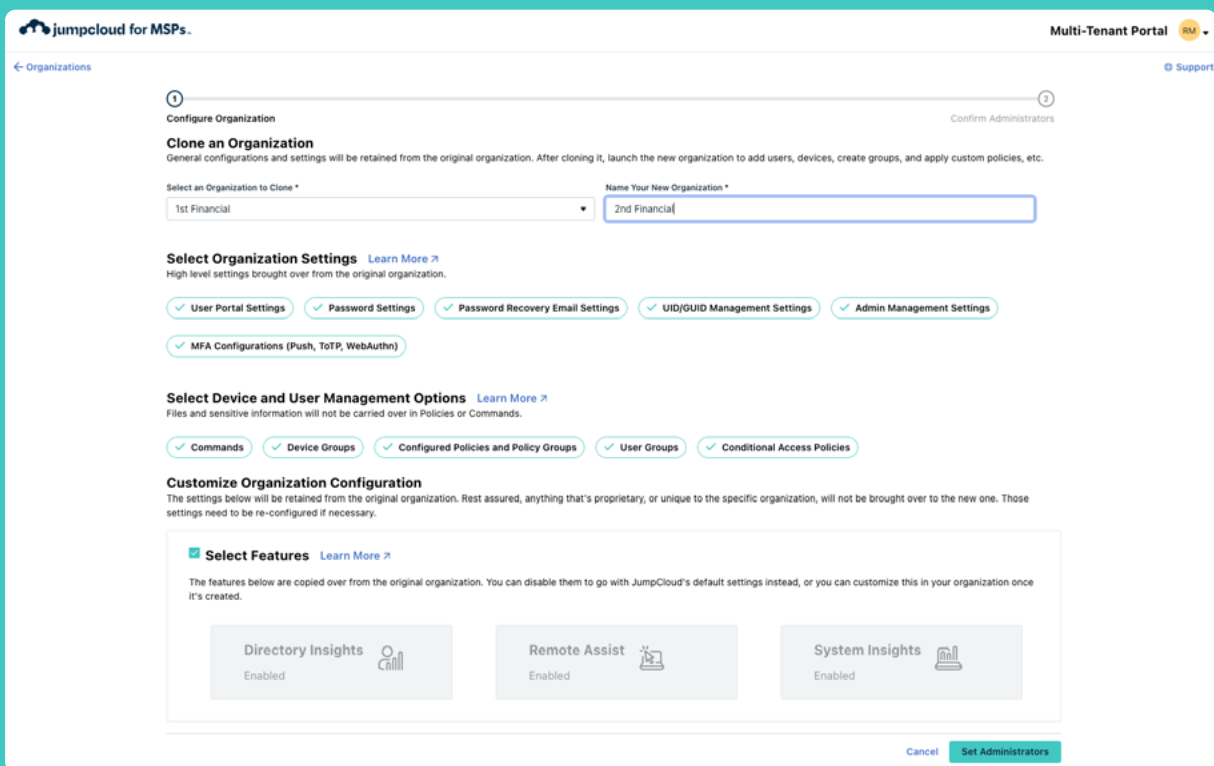 jumpcloud for MSPs™
Multi-Tenant Portal RM
← Organizations
Support
1 2
Configure Organization Confirm Administrators
Clone an Organization
General configurations and settings will be retained from the original organization. After cloning it, launch the new organization to add users, devices, create groups, and apply custom policies, etc.
Select an Organization to Clone * Name Your New Organization *
1st Financial 2nd Financial
Select Organization Settings Learn More ↗
High level settings brought over from the original organization.
✓ User Portal Settings ✓ Password Settings ✓ Password Recovery Email Settings ✓ UID/GUID Management Settings ✓ Admin Management Settings
✓ MFA Configurations (Push, ToTP, WebAuthn)
Select Device and User Management Options Learn More ↗
Files and sensitive information will not be carried over in Policies or Commands.
✓ Commands ✓ Device Groups ✓ Configured Policies and Policy Groups ✓ User Groups ✓ Conditional Access Policies
Customize Organization Configuration
The settings below will be retained from the original organization. Rest assured, anything that's proprietary, or unique to the specific organization, will not be brought over to the new one. Those
settings need to be re-configured if necessary.
Select Features Learn More ↗
The features below are copied over from the original organization. You can disable them to go with JumpCloud's default settings instead, or you can customize this in your organization once
it's created.
Directory Insights Remote Assist System Insights
Enabled Enabled Enabled
Cancel Set Administrators